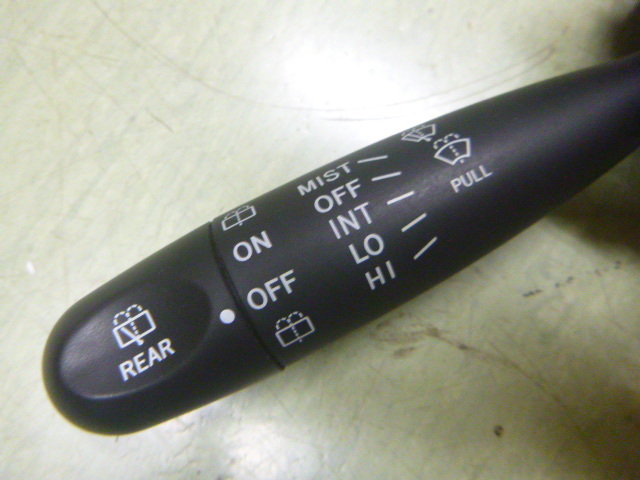 MIST
OFF
INT
LO
HI
PULL
ON
OFF
REAR